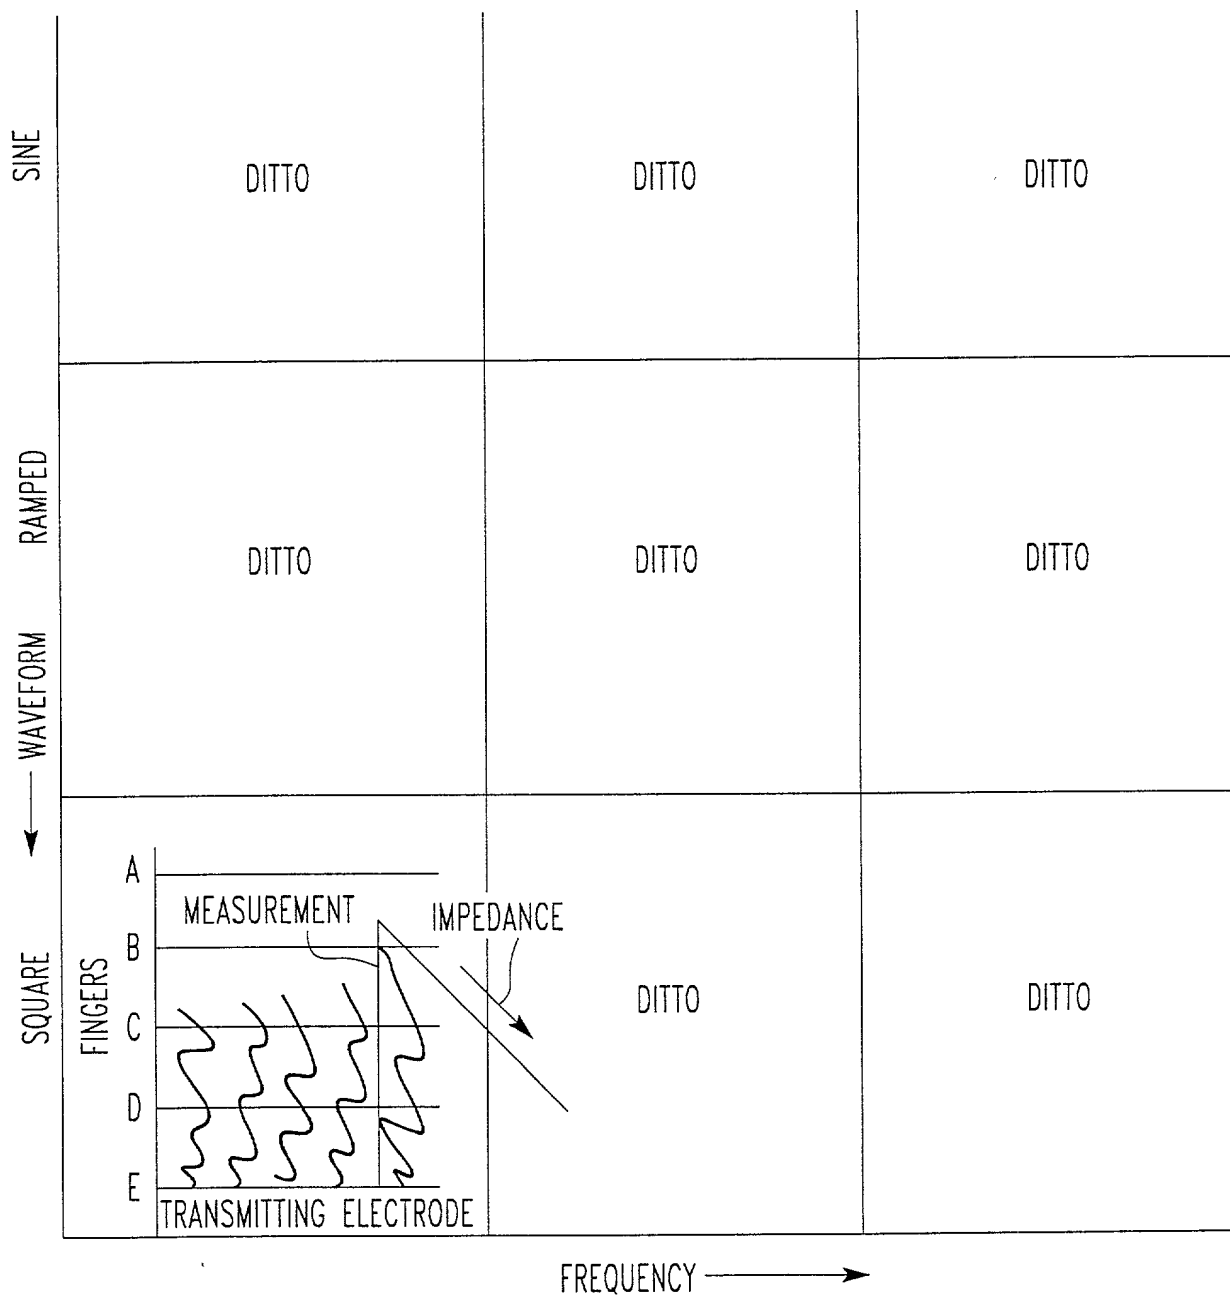 SINE
DITTO
DITTO
DITTO
RAMPED
DITTO
DITTO
DITTO
WAVEFORM
SQUARE
FINGERS
A
MEASUREMENT
IMPEDANCE
B
C
D
E
TRANSMITTING ELECTRODE
DITTO
DITTO
FREQUENCY